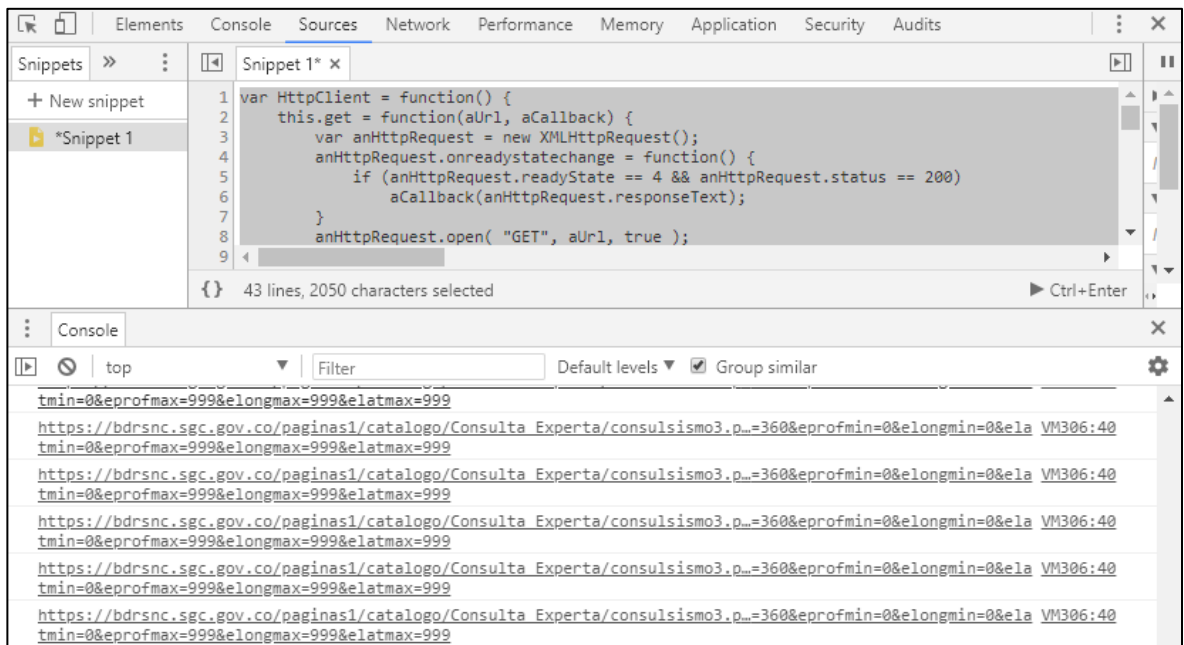 Elements Console Sources Network Performance Memory Application Security Audits
Snippets » Snippet 1* ×
+ New snippet
*Snippet 1
1 var HttpClient = function() {
2 this.get = function(aUrl, aCallback) {
3 var anHttpRequest = new XMLHttpRequest();
4 anHttpRequest.onreadystatechange = function() {
5 if (anHttpRequest.readyState == 4 && anHttpRequest.status == 200)
6 aCallback(anHttpRequest.responseText);
7 }
8 anHttpRequest.open( "GET", aUrl, true );
9
{} 43 lines, 2050 characters selected Ctrl+Enter
Console
top Filter Default levels Group similar
tmin=0&eprofmax=999&elongmax=999&elatmax=999
https://bdrsnc.sgc.gov.co/paginas1/catalogo/Consulta_Experta/consulsismo3.p…=360&eprofmin=0&elongmin=0&ela VM306:40
tmin=0&eprofmax=999&elongmax=999&elatmax=999
https://bdrsnc.sgc.gov.co/paginas1/catalogo/Consulta_Experta/consulsismo3.p…=360&eprofmin=0&elongmin=0&ela VM306:40
tmin=0&eprofmax=999&elongmax=999&elatmax=999
https://bdrsnc.sgc.gov.co/paginas1/catalogo/Consulta_Experta/consulsismo3.p…=360&eprofmin=0&elongmin=0&ela VM306:40
tmin=0&eprofmax=999&elongmax=999&elatmax=999
https://bdrsnc.sgc.gov.co/paginas1/catalogo/Consulta_Experta/consulsismo3.p…=360&eprofmin=0&elongmin=0&ela VM306:40
tmin=0&eprofmax=999&elongmax=999&elatmax=999
https://bdrsnc.sgc.gov.co/paginas1/catalogo/Consulta_Experta/consulsismo3.p…=360&eprofmin=0&elongmin=0&ela VM306:40
tmin=0&eprofmax=999&elongmax=999&elatmax=999